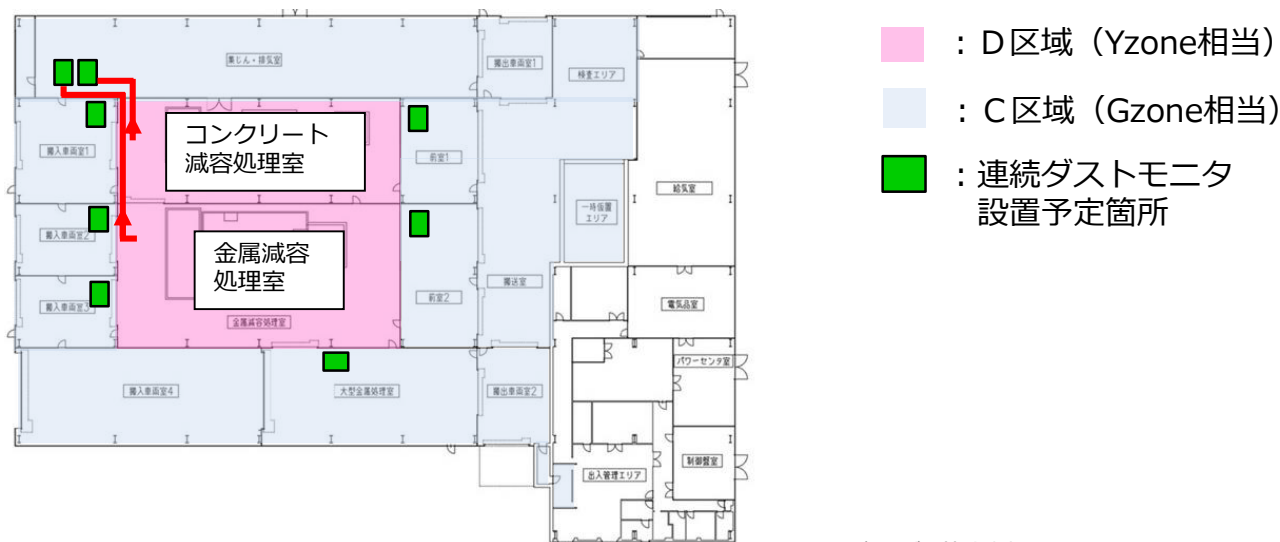 集じん・排気室
搬出車両室1
検査エリア
：Ｄ区域（Yzone相当）
：Ｃ区域（Gzone相当）
：連続ダストモニタ
設置予定箇所
コンクリート
減容処理室
搬入車両室1
前室1
給気室
一時仮置
エリア
搬入車両室2
金属減容
処理室
搬送室
前室2
電気品室
搬入車両室3
金属減容処理室
パワーセンタ室
搬入車両室4
大型金属処理室
搬出車両室2
制御盤室
出入管理エリア